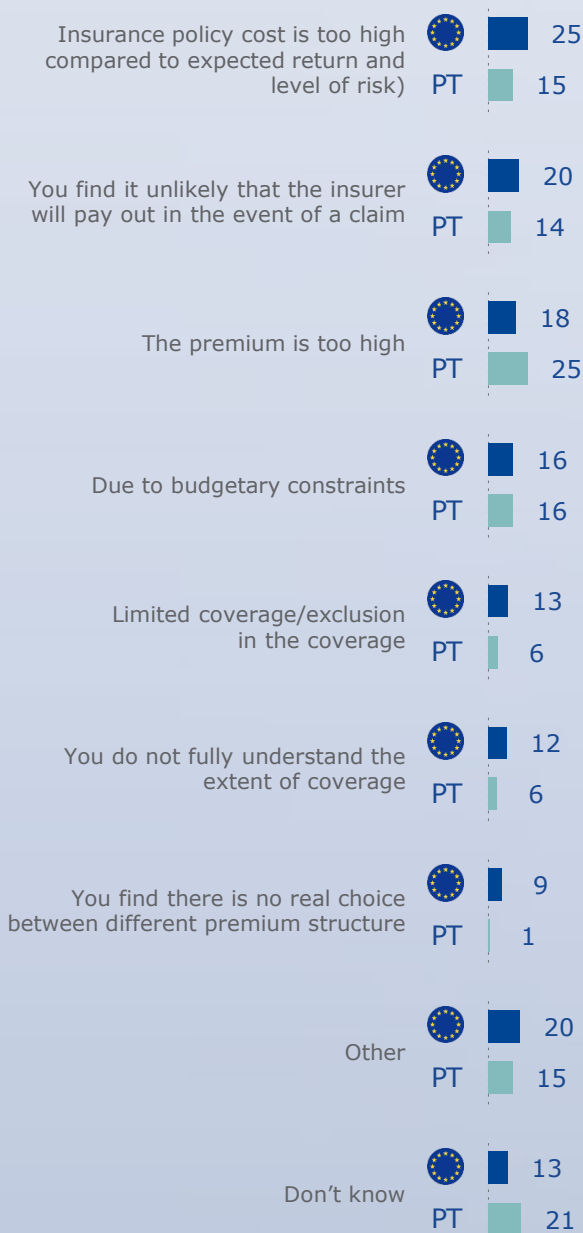 Insurance policy cost is too high
compared to expected return and
level of risk)
25
PT 15
You find it unlikely that the insurer
will pay out in the event of a claim
20
PT 14
The premium is too high
18
PT 25
Due to budgetary constraints
16
PT 16
Limited coverage/exclusion
in the coverage
13
PT 6
You do not fully understand the
extent of coverage
12
PT 6
You find there is no real choice
between different premium structure
9
PT 1
Other
20
PT 15
Don't know
13
PT 21